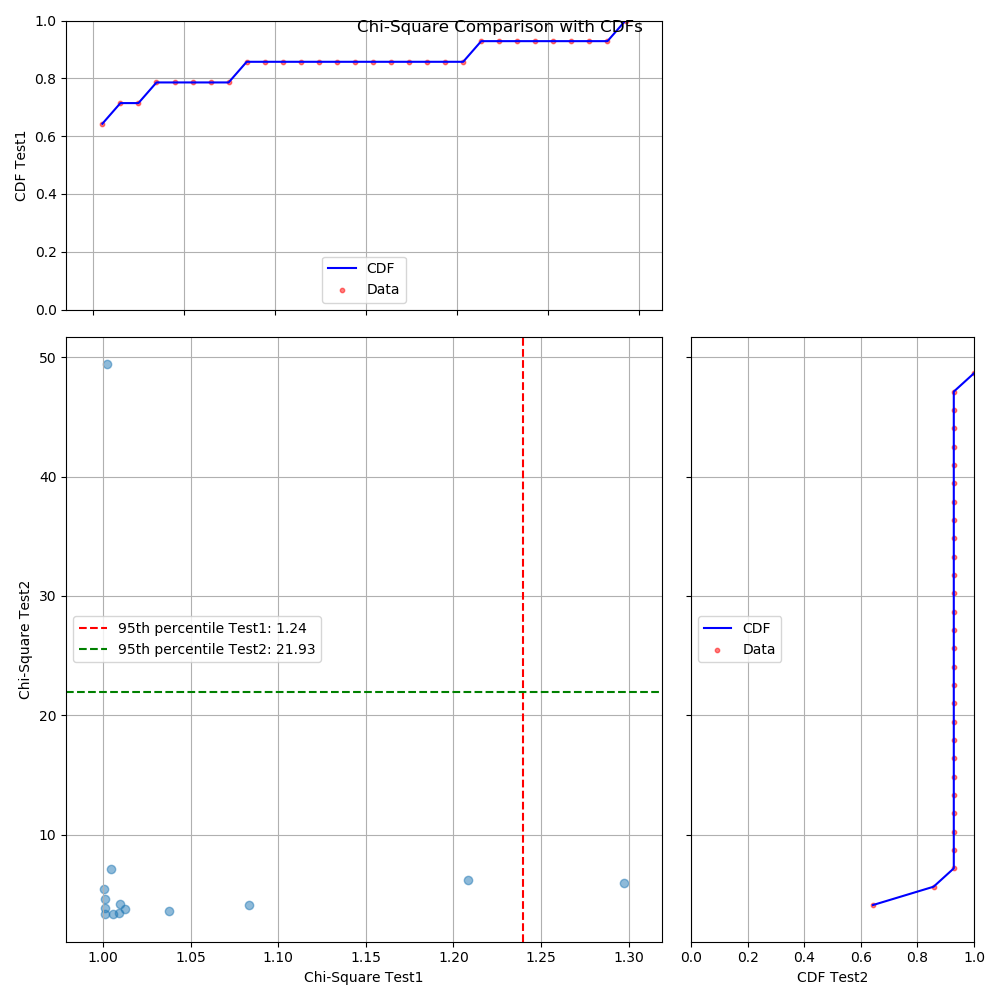 Chi-Square Comparison with CDFs
1.0
0.8
0.6
0.4
0.2
0.0
CDF Test1
CDF
Data
50
40
30
20
10
Chi-Square Test2
95th percentile Test1: 1.24
95th percentile Test2: 21.93
1.00 1.05 1.10 1.15 1.20 1.25 1.30
Chi-Square Test1
CDF
Data
0.0 0.2 0.4 0.6 0.8 1.0
CDF Test2